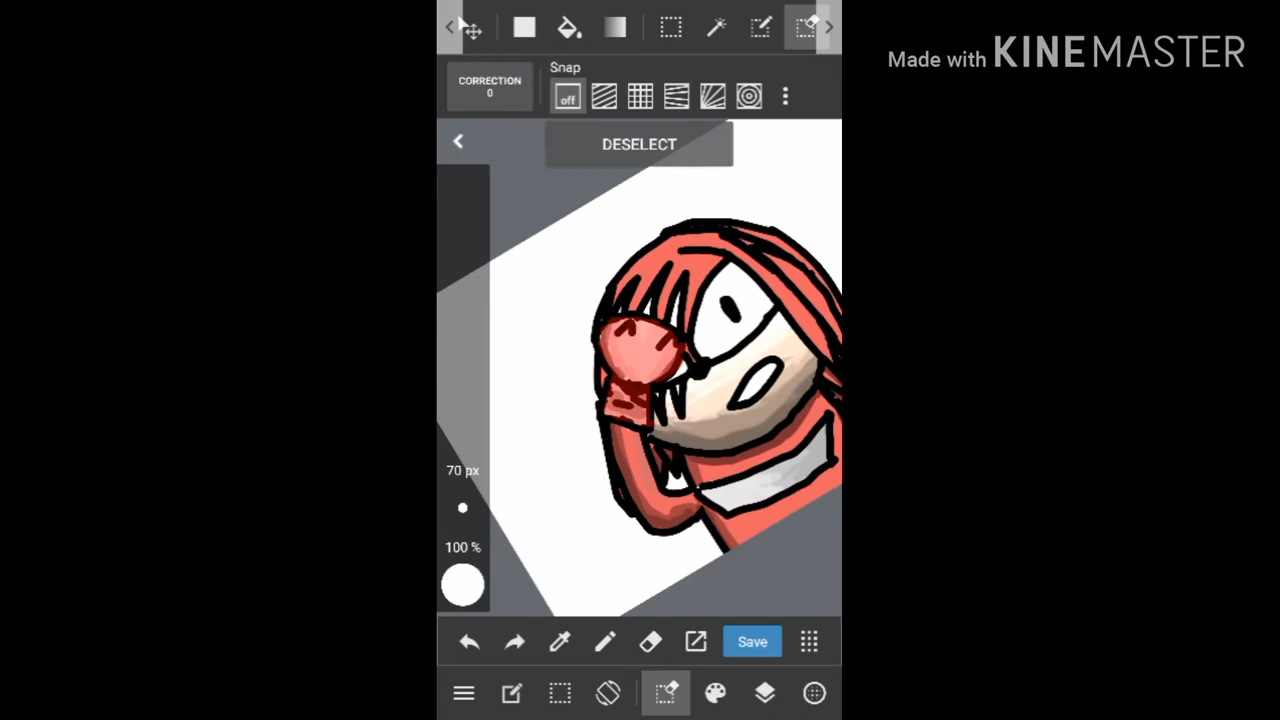 Made with KINEMASTER
CORRECTION
0
Snap
off
DESELECT
70 px
100 %
Save